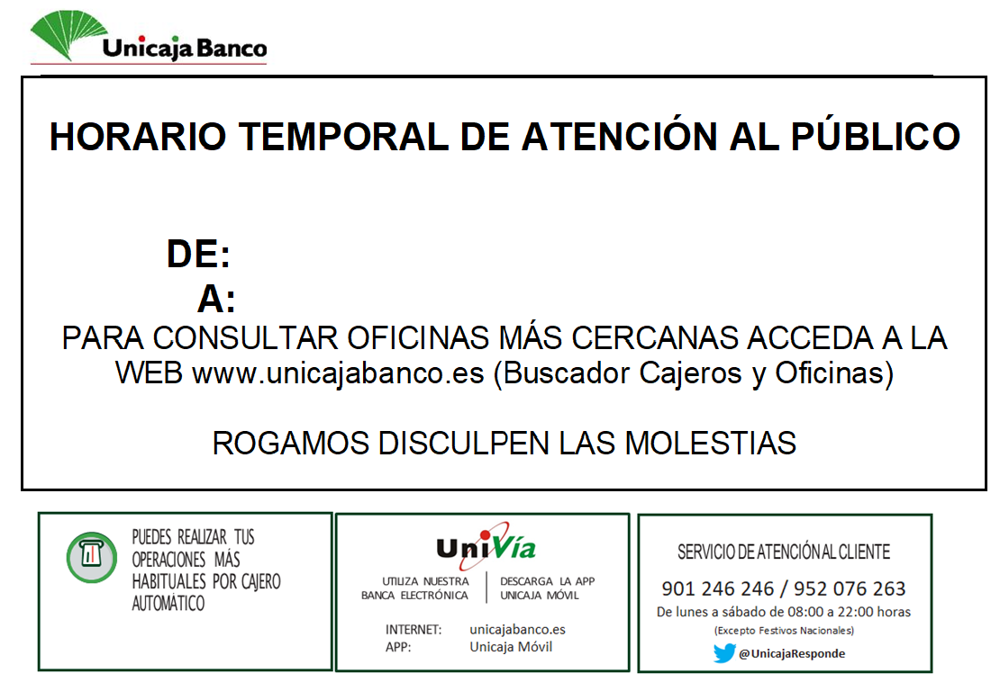 Unicaja Banco
HORARIO TEMPORAL DE ATENCIÓN AL PÚBLICO
DE:
A:
PARA CONSULTAR OFICINAS MÁS CERCANAS ACCEDA A LA
WEB www.unicajabanco.es (Buscador Cajeros y Oficinas)
ROGAMOS DISCULPEN LAS MOLESTIAS
PUEDES REALIZAR TUS
OPERACIONES MÁS
HABITUALES POR CAJERO
AUTOMÁTICO
UniVía
UTILIZA NUESTRA
BANCA ELECTRÓNICA
DESCARGA LA APP
UNICAJA MÓVIL
INTERNET: unicajabanco.es
APP: Unicaja Móvil
SERVICIO DE ATENCIÓN AL CLIENTE
901 246 246 / 952 076 263
De lunes a sábado de 08:00 a 22:00 horas
(Excepto Festivos Nacionales)
@UnicajaResponde